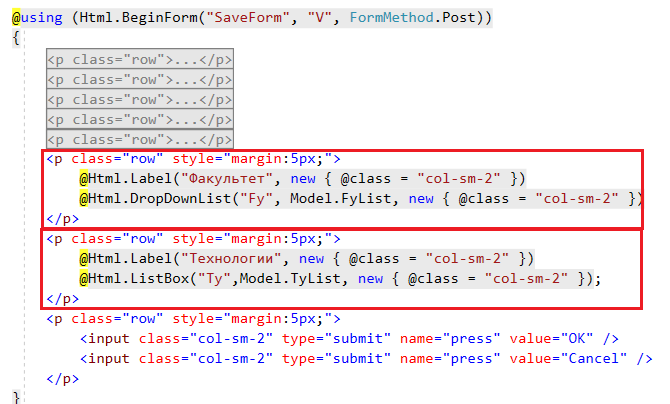 @using (Html.BeginForm("SaveForm", "V", FormMethod.Post))
{
<p class="row">...</p>
<p class="row">...</p>
<p class="row">...</p>
<p class="row">...</p>
<p class="row">...</p>
<p class="row" style="margin:5px;">
@Html.Label("Факультет", new { @class = "col-sm-2" })
@Html.DropDownList("Fy", Model.FyList, new { @class = "col-sm-2" })
</p>
<p class="row" style="margin:5px;">
@Html.Label("Технологии", new { @class = "col-sm-2" })
@Html.ListBox("Ty",Model.TyList, new { @class = "col-sm-2" });
</p>
<p class="row" style="margin:5px;">
<input class="col-sm-2" type="submit" name="press" value="OK" />
<input class="col-sm-2" type="submit" name="press" value="Cancel" />
</p>
}